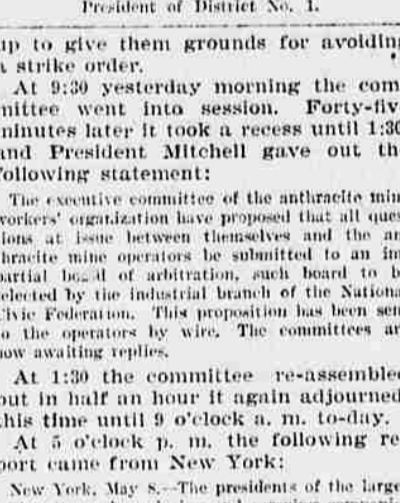 President of District No. 1.
up to give them grounds for avoiding
a strike order.
At 9:30 yesterday morning the com
mittee went into session. Forty-five
minutes later it took a recess until 1:30
and President Mitchell gave out the
following statement:
The executive committee of the anthracite min
workers' organization have proposed that all ques
tions at issue between themselves and the an
thracite mine operators be submitted to an im
partial board of arbitration, such board to be
selected by the industrial branch of the National
Civic Federation. This proposition has been sen
to the operators by wire. The committees are
now awaiting replies.
At 1:30 the committee re-assembled
but in half an hour it again adjourned
this time until 9 o'clock a. m. to-day.
At 5 o'clock p. m. the following re
port came from New York:
New York, May 8.—The presidents of the large